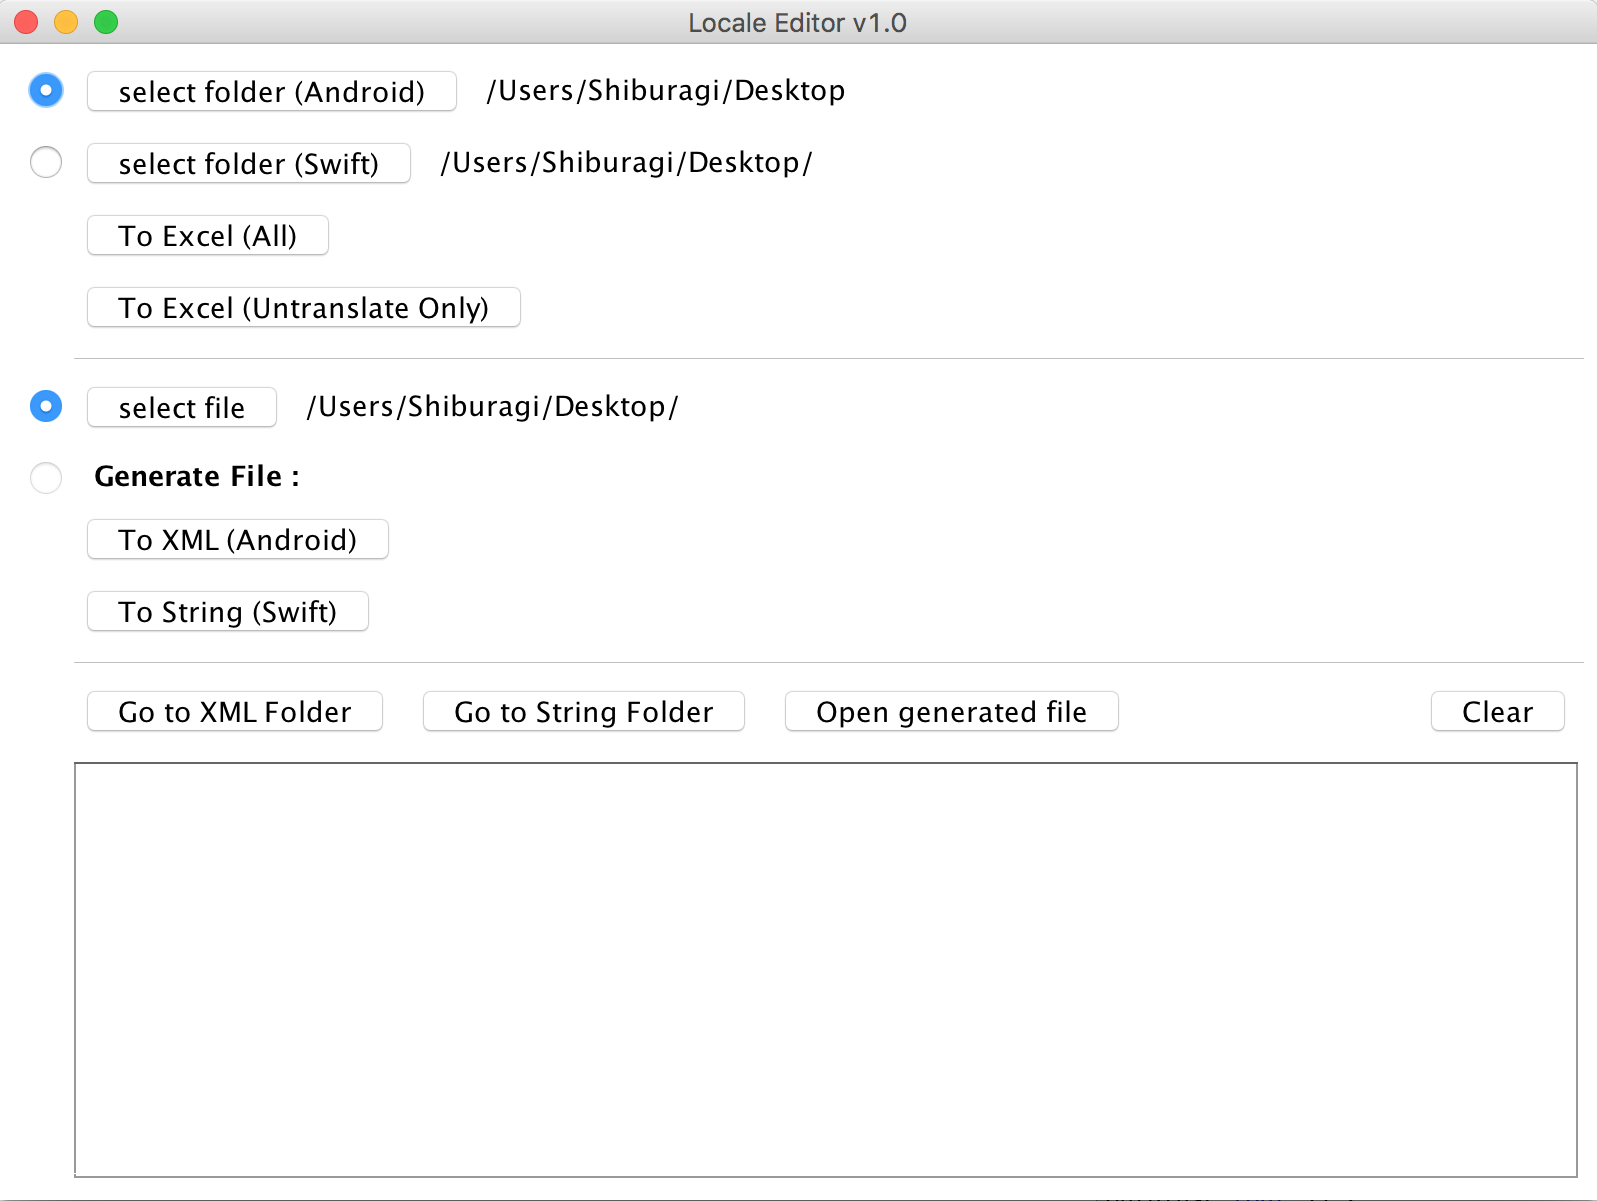 Locale Editor v1.0
select folder (Android) /Users/Shiburagi/Desktop
select folder (Swift) /Users/Shiburagi/Desktop/
To Excel (All)
To Excel (Untranslate Only)
select file /Users/Shiburagi/Desktop/
Generate File :
To XML (Android)
To String (Swift)
Go to XML Folder Go to String Folder Open generated file Clear